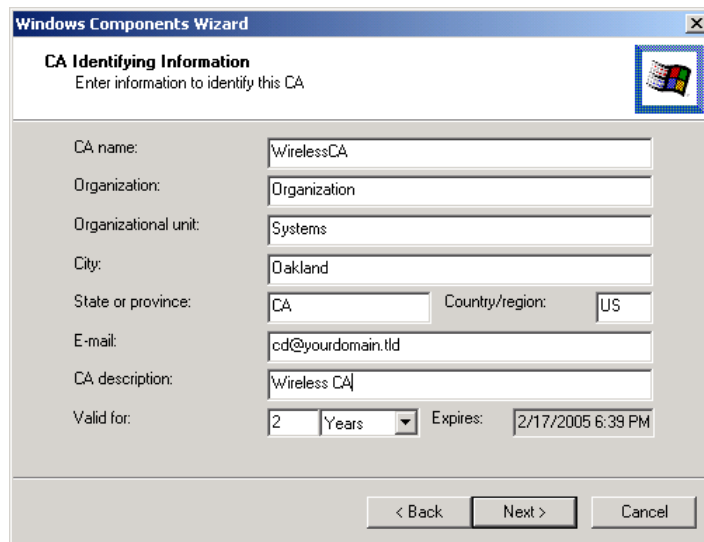 Windows Components Wizard
CA Identifying Information
Enter information to identify this CA
CA name: WirelessCA
Organization: Organization
Organizational unit: Systems
City: Oakland
State or province: CA Country/region: US
E-mail: cd@yourdomain.tld
CA description: Wireless CA
Valid for: 2 Years Expires: 2/17/2005 6:39 PM
< Back Next > Cancel